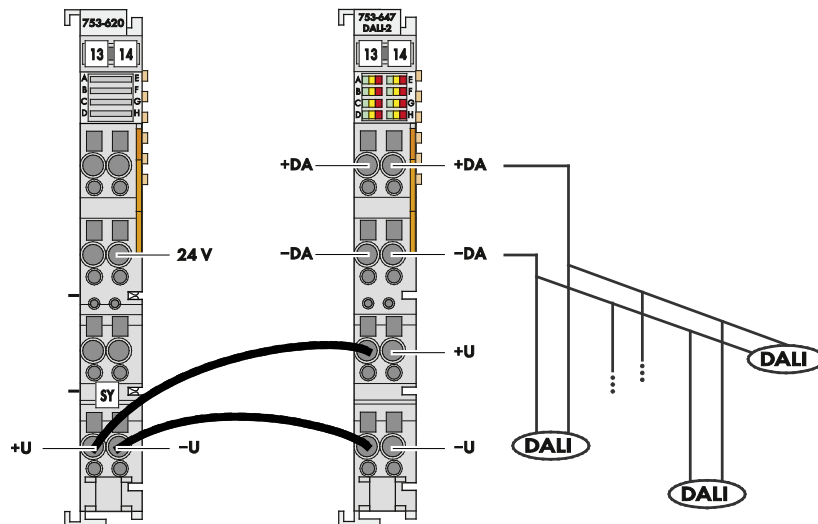 753-620
13 14
A E
B F
C G
D H
24 V
SY
+U
−U
753-647
DALI-2
13 14
A E
B F
C G
D H
+DA
+DA
−DA
−DA
+U
−U
DALI
DALI
DALI